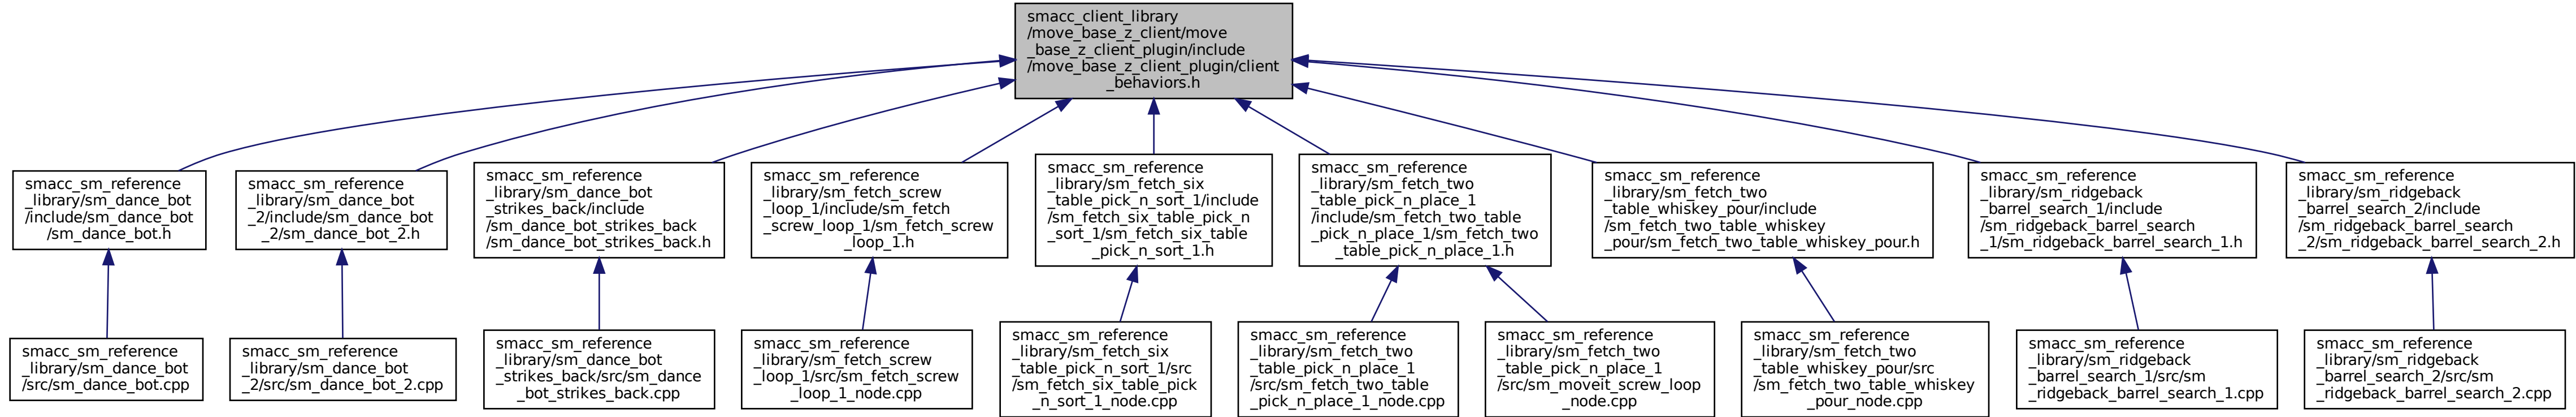 smacc_client_library
/move_base_z_client/move
_base_z_client_plugin/include
/move_base_z_client_plugin/client
_behaviors.h
smacc_sm_reference
_library/sm_dance_bot
/include/sm_dance_bot
/sm_dance_bot.h
smacc_sm_reference
_library/sm_dance_bot
_2/include/sm_dance_bot
_2/sm_dance_bot_2.h
smacc_sm_reference
_library/sm_dance_bot
_strikes_back/include
/sm_dance_bot_strikes_back
/sm_dance_bot_strikes_back.h
smacc_sm_reference
_library/sm_fetch_screw
_loop_1/include/sm_fetch
_screw_loop_1/sm_fetch_screw
_loop_1.h
smacc_sm_reference
_library/sm_fetch_six
_table_pick_n_sort_1/include
/sm_fetch_six_table_pick_n
_sort_1/sm_fetch_six_table
_pick_n_sort_1.h
smacc_sm_reference
_library/sm_fetch_two
_table_pick_n_place_1
/include/sm_fetch_two_table
_pick_n_place_1/sm_fetch_two
_table_pick_n_place_1.h
smacc_sm_reference
_library/sm_fetch_two
_table_whiskey_pour/include
/sm_fetch_two_table_whiskey
_pour/sm_fetch_two_table_whiskey_pour.h
smacc_sm_reference
_library/sm_ridgeback
_barrel_search_1/include
/sm_ridgeback_barrel_search
_1/sm_ridgeback_barrel_search_1.h
smacc_sm_reference
_library/sm_ridgeback
_barrel_search_2/include
/sm_ridgeback_barrel_search
_2/sm_ridgeback_barrel_search_2.h
smacc_sm_reference
_library/sm_dance_bot
/src/sm_dance_bot.cpp
smacc_sm_reference
_library/sm_dance_bot
_2/src/sm_dance_bot_2.cpp
smacc_sm_reference
_library/sm_dance_bot
_strikes_back/src/sm_dance
_bot_strikes_back.cpp
smacc_sm_reference
_library/sm_fetch_screw
_loop_1/src/sm_fetch_screw
_loop_1_node.cpp
smacc_sm_reference
_library/sm_fetch_six
_table_pick_n_sort_1/src
/sm_fetch_six_table_pick
_n_sort_1_node.cpp
smacc_sm_reference
_library/sm_fetch_two
_table_pick_n_place_1
/src/sm_fetch_two_table
_pick_n_place_1_node.cpp
smacc_sm_reference
_library/sm_fetch_two
_table_pick_n_place_1
/src/sm_moveit_screw_loop
_node.cpp
smacc_sm_reference
_library/sm_fetch_two
_table_whiskey_pour/src
/sm_fetch_two_table_whiskey
_pour_node.cpp
smacc_sm_reference
_library/sm_ridgeback
_barrel_search_1/src/sm
_ridgeback_barrel_search_1.cpp
smacc_sm_reference
_library/sm_ridgeback
_barrel_search_2/src/sm
_ridgeback_barrel_search_2.cpp